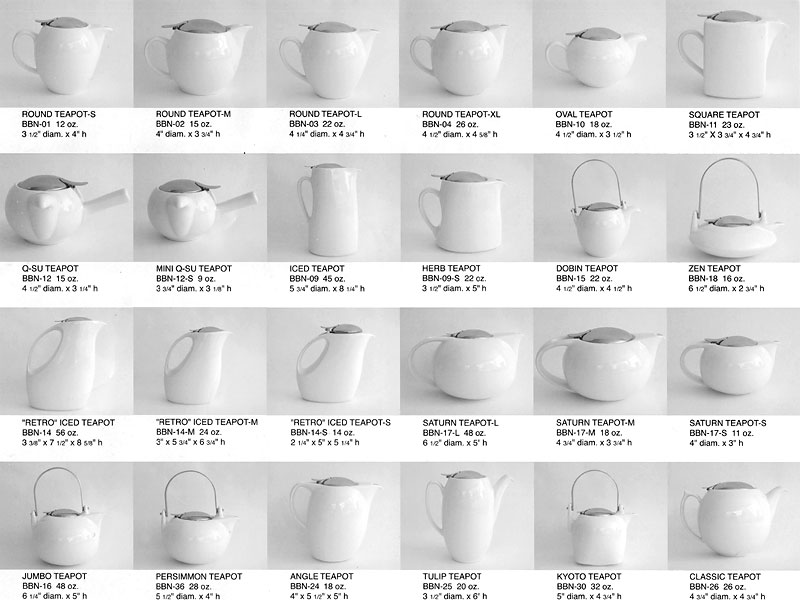 ROUND TEAPOT-S
BBN-01 12 oz.
3 1/2" diam. x 4" h
ROUND TEAPOT-M
BBN-02 15 oz.
4" diam. x 3 3/4" h
ROUND TEAPOT-L
BBN-03 22 oz.
4 1/4" diam. x 4 3/4" h
ROUND TEAPOT-XL
BBN-04 26 oz.
4 1/2" diam. x 4 5/8" h
OVAL TEAPOT
BBN-10 18 oz.
4 1/2" diam. x 3 1/2" h
SQUARE TEAPOT
BBN-11 23 oz.
3 1/2" X 3 3/4" x 4 3/4" h
Q-SU TEAPOT
BBN-12 15 oz.
4 1/2" diam. x 3 1/4" h
MINI Q-SU TEAPOT
BBN-12-S 9 oz.
3 3/4" diam. x 3 1/8" h
ICED TEAPOT
BBN-09 45 oz.
5 3/4" diam. x 8 1/4" h
HERB TEAPOT
BBN-09-S 22 oz.
3 1/2" diam. x 5" h
DOBIN TEAPOT
BBN-15 22 oz.
4 1/2" diam. x 4 1/2" h
ZEN TEAPOT
BBN-18 16 oz.
6 1/2" diam. x 2 3/4" h
"RETRO" ICED TEAPOT
BBN-14 56 oz.
3 3/8" x 7 1/2" x 8 5/8" h
"RETRO" ICED TEAPOT-M
BBN-14-M 24 oz.
3" x 5 3/4" x 6 3/4" h
"RETRO" ICED TEAPOT-S
BBN-14-S 14 oz.
2 1/4" x 5" x 5 1/4" h
SATURN TEAPOT-L
BBN-17-L 48 oz.
6 1/2" diam. x 5' h
SATURN TEAPOT-M
BBN-17-M 18 oz.
4 3/4" diam. x 3 3/4" h
SATURN TEAPOT-S
BBN-17-S 11 oz.
4" diam. x 3" h
JUMBO TEAPOT
BBN-16 48 oz.
6 1/4" diam. x 5" h
PERSIMMON TEAPOT
BBN-36 28 oz.
5 1/2" diam. x 4" h
ANGLE TEAPOT
BBN-24 18 oz.
4" x 5 1/2" x 5" h
TULIP TEAPOT
BBN-25 20 oz.
3 1/2" diam. x 6' h
KYOTO TEAPOT
BBN-30 32 oz.
5" diam. x 4 3/4" h
CLASSIC TEAPOT
BBN-26 26 oz.
4 3/4" diam. x 4 3/4" h